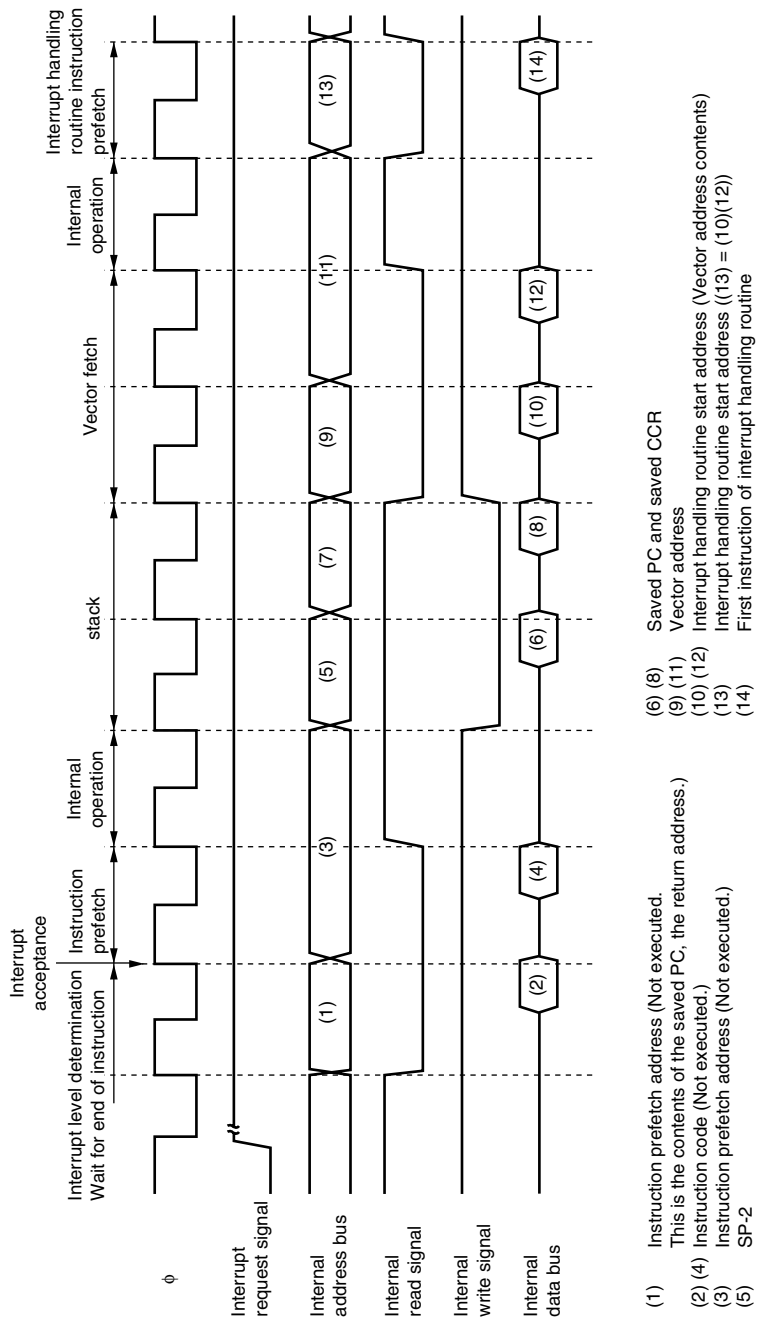 Interrupt
acceptance
Interrupt level determination
Wait for end of instruction
Instruction
prefetch
Internal
operation
stack
Vector fetch
Internal
operation
Interrupt handling
routine instruction
prefetch
φ
Interrupt
request signal
Internal
address bus
(1)
(3)
(5)
(7)
(9)
(11)
(13)
Internal
read signal
Internal
write signal
Internal
data bus
(2)
(4)
(6)
(8)
(10)
(12)
(14)
(1) Instruction prefetch address (Not executed.
This is the contents of the saved PC, the return address.)
(2) (4) Instruction code (Not executed.)
(3) Instruction prefetch address (Not executed.)
(5) SP-2
(6) (8) Saved PC and saved CCR
(9) (11) Vector address
(10) (12) Interrupt handling routine start address (Vector address contents)
(13) Interrupt handling routine start address ((13) = (10)(12))
(14) First instruction of interrupt handling routine